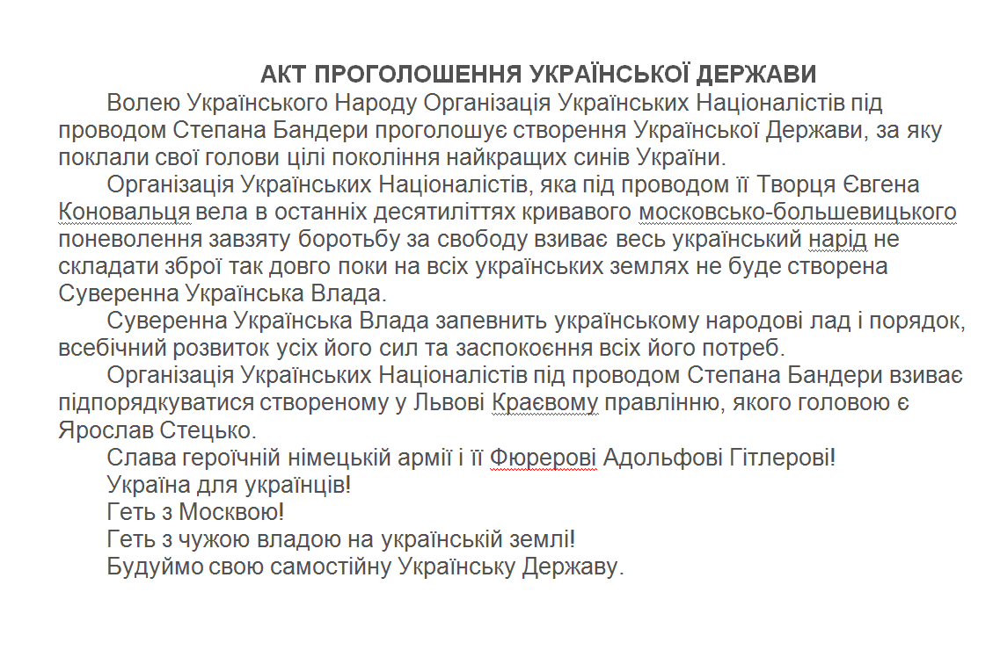 АКТ ПРОГОЛОШЕННЯ УКРАЇНСЬКОЇ ДЕРЖАВИ
Волею Українського Народу Організація Українських Націоналістів під
проводом Степана Бандери проголошує створення Української Держави, за яку
поклали свої голови цілі покоління найкращих синів України.
Організація Українських Націоналістів, яка під проводом її Творця Євгена
Коновальця вела в останніх десятиліттях кривавого московсько-большевицького
поневолення завзяту боротьбу за свободу взиває весь український нарід не
складати зброї так довго поки на всіх українських землях не буде створена
Суверенна Українська Влада.
Суверенна Українська Влада запевнить українському народові лад і порядок,
всебічний розвиток усіх його сил та заспокоєння всіх його потреб.
Організація Українських Націоналістів під проводом Степана Бандери взиває
підпорядкуватися створеному у Львові Краєвому правлінню, якого головою є
Ярослав Стецько.
Слава героїчній німецькій армії і її Фюрерові Адольфові Гітлерові!
Україна для українців!
Геть з Москвою!
Геть з чужою владою на українській землі!
Будуймо свою самостійну Українську Державу.